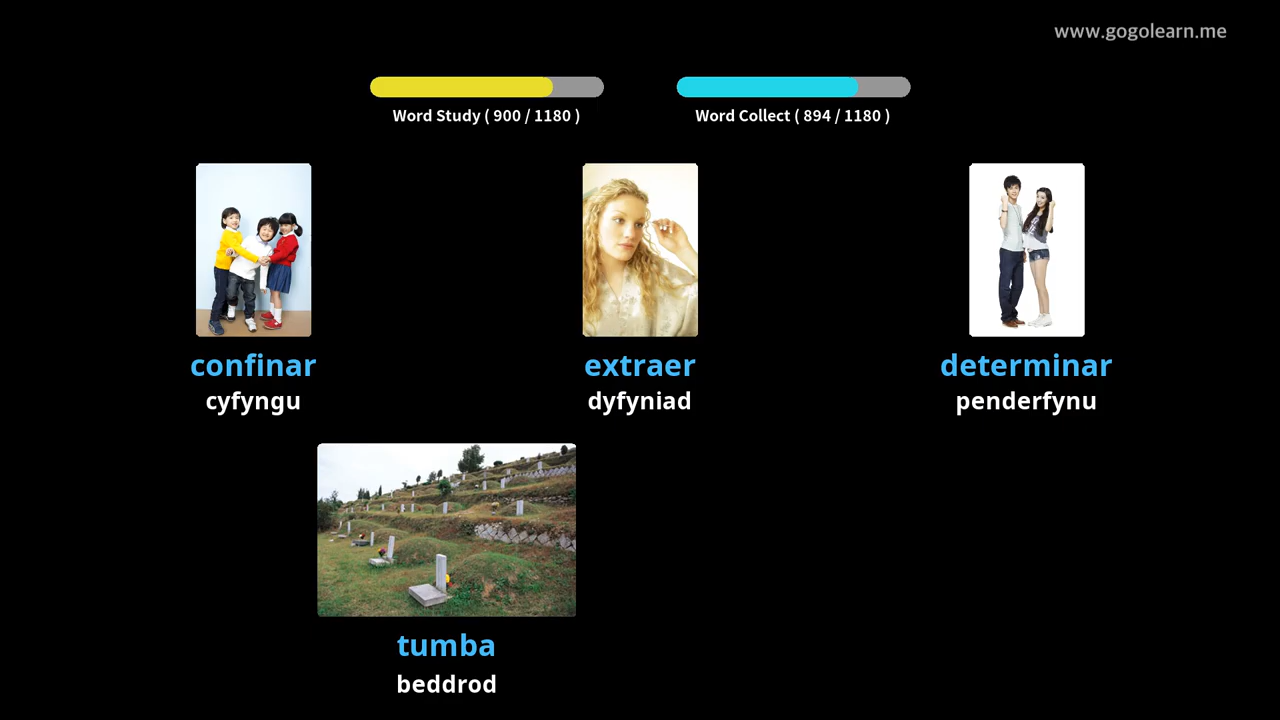 www.gogolearn.me
Word Study ( 900 / 1180 )
Word Collect ( 894 / 1180 )
confinar
cyfyngu
extraer
dyfyniad
determinar
penderfynu
tumba
beddrod